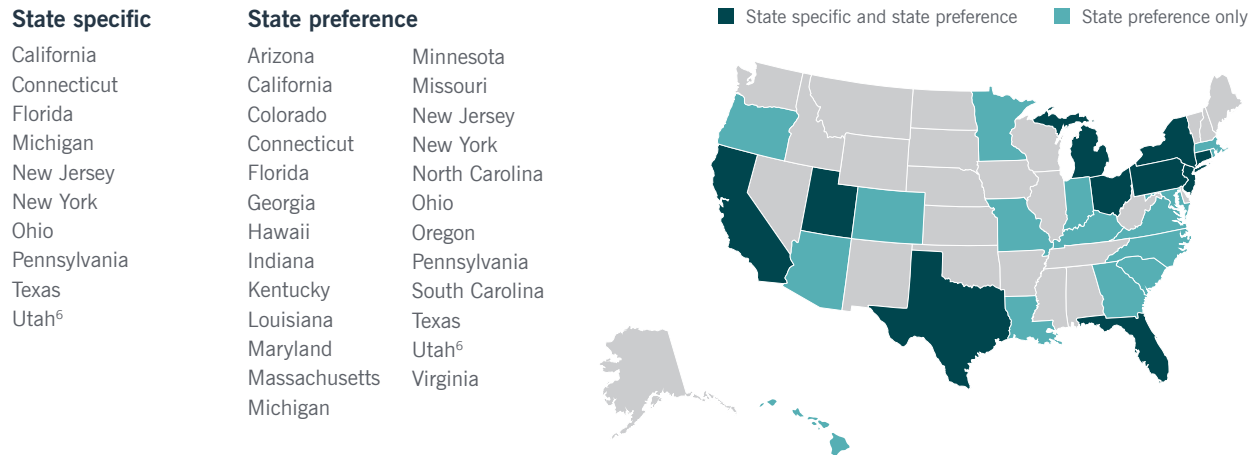 State specific
California
Connecticut
Florida
Michigan
New Jersey
New York
Ohio
Pennsylvania
Texas
Utah⁶
State preference
Arizona
California
Colorado
Connecticut
Florida
Georgia
Hawaii
Indiana
Kentucky
Louisiana
Maryland
Massachusetts
Michigan
Minnesota
Missouri
New Jersey
New York
North Carolina
Ohio
Oregon
Pennsylvania
South Carolina
Texas
Utah⁶
Virginia
State specific and state preference
State preference only